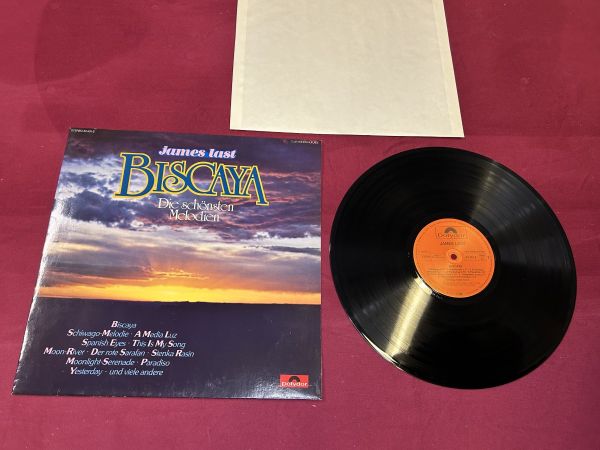 james last
BISCAYA
Die schönsten
Melodien
Biscaya
Schiwago-Melodie · A Media Luz
Spanish Eyes · This Is My Song
Moon-River · Der rote Sarafan · Stenka Rasin
Moonlight-Serenade · Paradiso
Yesterday · und viele andere
Polydor
Polydor
JAMES LAST